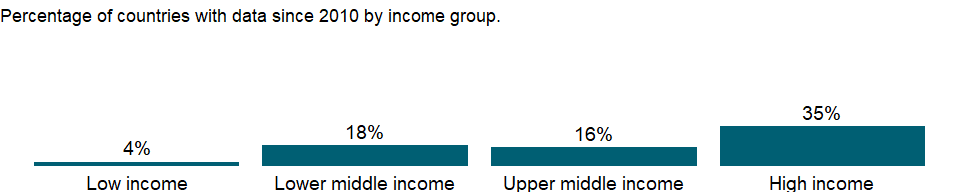 Percentage of countries with data since 2010 by income group.
35%
18%
16%
4%
Low income
Lower middle income
Upper middle income
High income